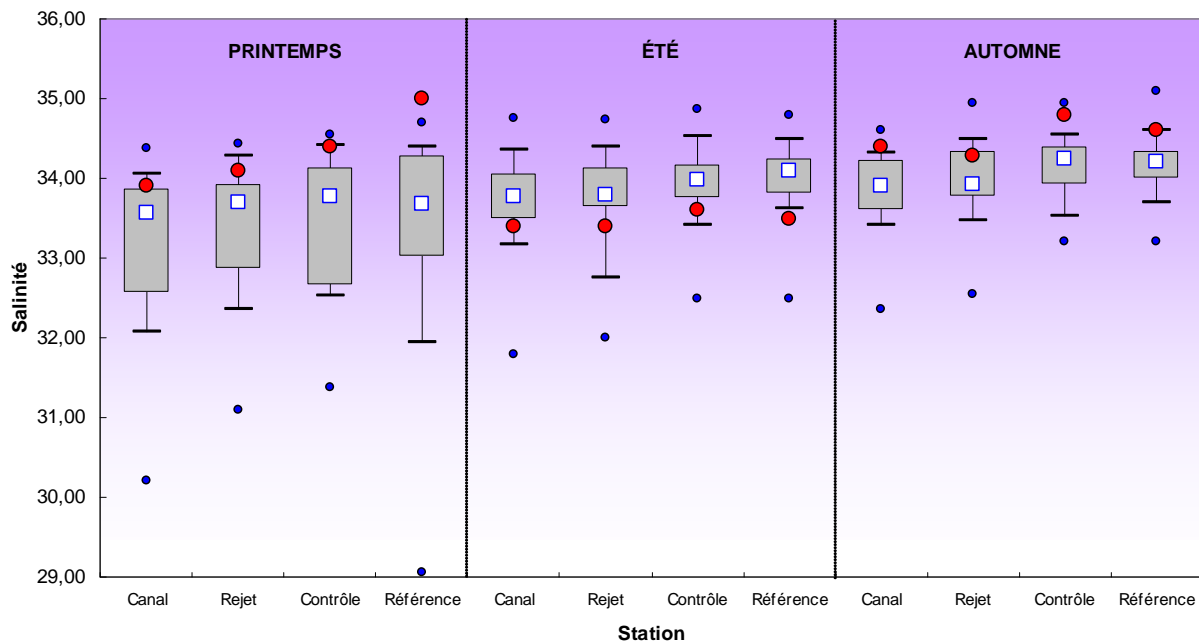 36,00
PRINTEMPS ÉTÉ AUTOMNE
35,00
34,00
33,00
32,00
31,00
30,00
29,00
Salinité
Canal Rejet Contrôle Référence Canal Rejet Contrôle Référence Canal Rejet Contrôle Référence
Station